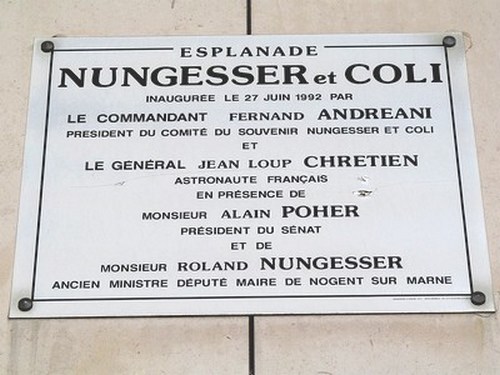 ESPLANADE
NUNGESSER et COLI
INAUGURÉE LE 27 JUIN 1992 PAR
LE COMMANDANT FERNAND ANDREANI
PRESIDENT DU COMITÉ DU SOUVENIR NUNGESSER ET COLI
ET
LE GÉNÉRAL JEAN LOUP CHRETIEN
ASTRONAUTE FRANÇAIS
EN PRÉSENCE DE
MONSIEUR ALAIN POHER
PRÉSIDENT DU SÉNAT
ET DE
MONSIEUR ROLAND NUNGESSER
ANCIEN MINISTRE DÉPUTÉ MAIRE DE NOGENT SUR MARNE